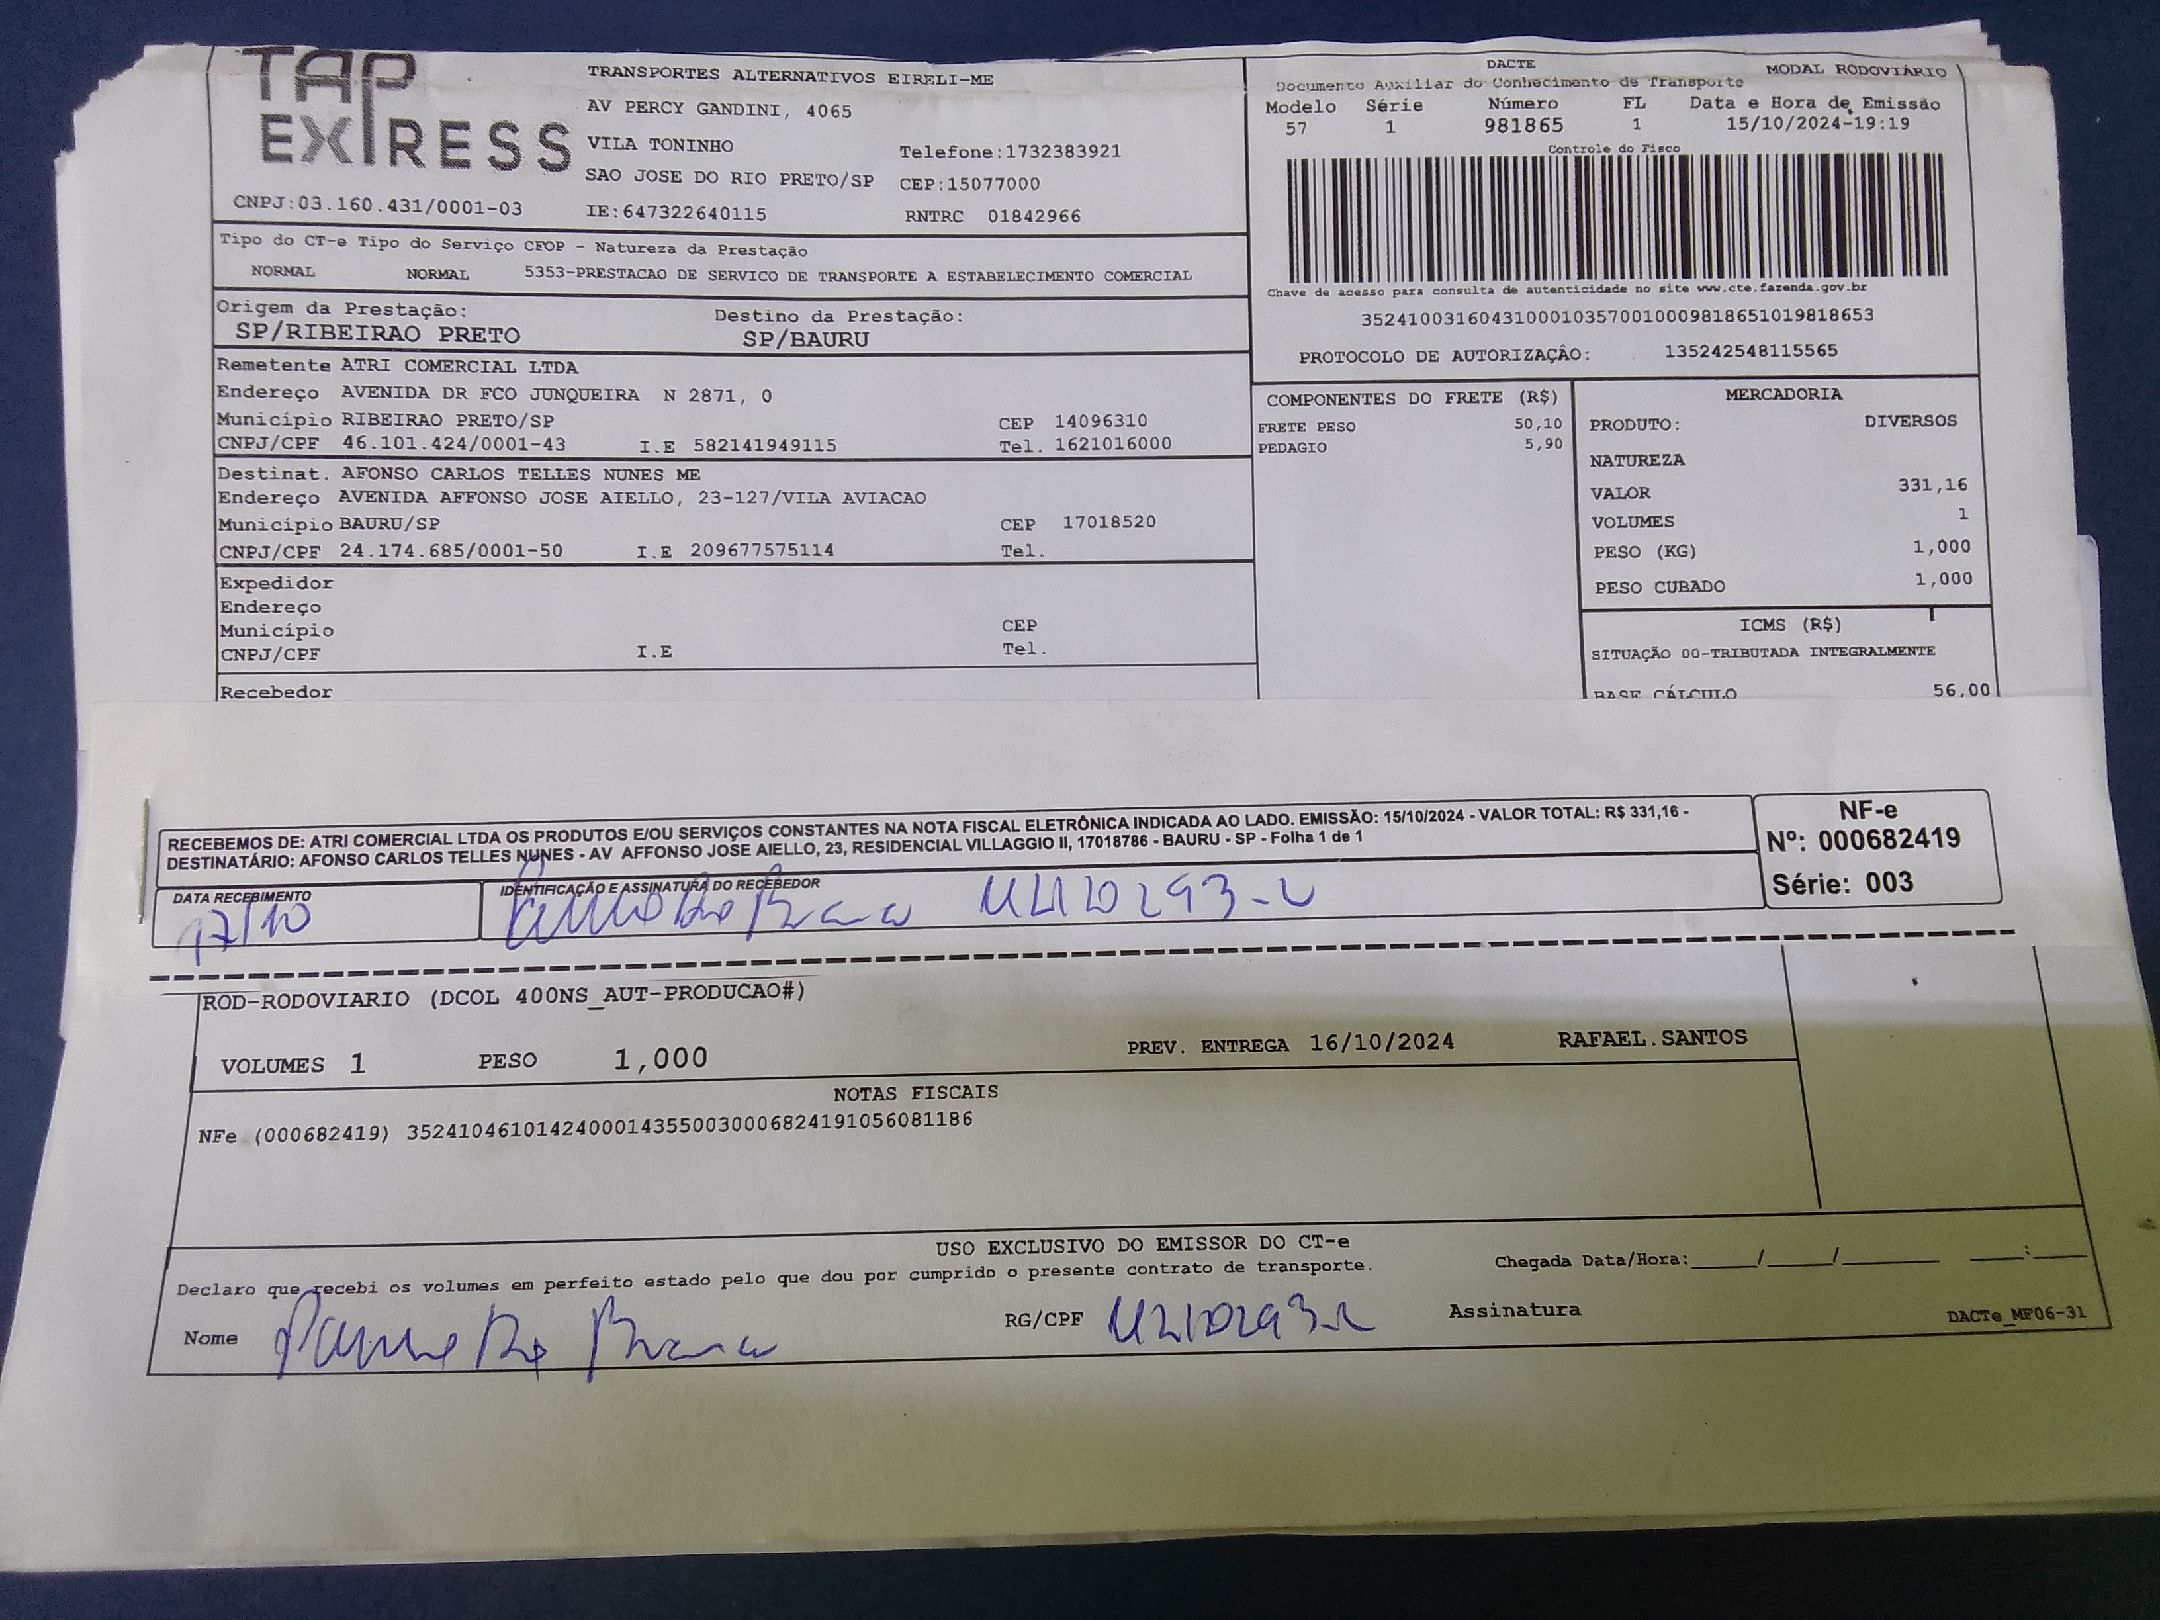 TAP EXPRESS
TRANSPORTES ALTERNATIVOS EIRELI-ME
AV PERCY GANDINI, 4065
VILA TONINHO Telefone:1732383921
SAO JOSE DO RIO PRETO/SP CEP:15077000
CNPJ:03.160.431/0001-03 IE:647322640115 RNTRC 01842966
DACTE MODAL RODOVIÁRIO
Documento Auxiliar do Conhecimento de Transporte
Modelo Série Número FL Data e Hora de Emissão
57 1 981865 1 15/10/2024-19:19
Controle do Fisco
Chave de acesso para consulta de autenticidade no site www.cte.fazenda.gov.br
35241003160431000103570010009818651019818653
PROTOCOLO DE AUTORIZAÇÃO: 135242548115565
Tipo do CT-e Tipo do Serviço CFOP - Natureza da Prestação
NORMAL NORMAL 5353-PRESTACAO DE SERVICO DE TRANSPORTE A ESTABELECIMENTO COMERCIAL
Origem da Prestação: Destino da Prestação:
SP/RIBEIRAO PRETO SP/BAURU
Remetente ATRI COMERCIAL LTDA
Endereço AVENIDA DR FCO JUNQUEIRA N 2871, 0
Município RIBEIRAO PRETO/SP CEP 14096310
CNPJ/CPF 46.101.424/0001-43 I.E 582141949115 Tel. 1621016000
Destinat. AFONSO CARLOS TELLES NUNES ME
Endereço AVENIDA AFFONSO JOSE AIELLO, 23-127/VILA AVIACAO
Município BAURU/SP CEP 17018520
CNPJ/CPF 24.174.685/0001-50 I.E 209677575114 Tel.
Expedidor
Endereço
Município CEP
CNPJ/CPF I.E Tel.
Recebedor
COMPONENTES DO FRETE (R$)
FRETE PESO 50,10
PEDAGIO 5,90
MERCADORIA
PRODUTO: DIVERSOS
NATUREZA
VALOR 331,16
VOLUMES 1
PESO (KG) 1,000
PESO CUBADO 1,000
ICMS (R$)
SITUAÇÃO 00-TRIBUTADA INTEGRALMENTE
BASE CÁLCULO 56,00
RECEBEMOS DE: ATRI COMERCIAL LTDA OS PRODUTOS E/OU SERVIÇOS CONSTANTES NA NOTA FISCAL ELETRÔNICA INDICADA AO LADO. EMISSÃO: 15/10/2024 - VALOR TOTAL: R$ 331,16 -
DESTINATÁRIO: AFONSO CARLOS TELLES NUNES - AV AFFONSO JOSE AIELLO, 23, RESIDENCIAL VILLAGGIO II, 17018786 - BAURU - SP - Folha 1 de 1
NF-e
Nº: 000682419
Série: 003
DATA RECEBIMENTO IDENTIFICAÇÃO E ASSINATURA DO RECEBEDOR
17/10
ROD-RODOVIARIO (DCOL 400NS_AUT-PRODUCAO#)
VOLUMES 1 PESO 1,000 PREV. ENTREGA 16/10/2024 RAFAEL.SANTOS
NOTAS FISCAIS
NFe (000682419) 35241046101424000143550030006824191056081186
USO EXCLUSIVO DO EMISSOR DO CT-e
Declaro que recebi os volumes em perfeito estado pelo que dou por cumprido o presente contrato de transporte. Chegada Data/Hora:____/____/______ ____:____
Nome RG/CPF Assinatura
DACTe_MF06-31